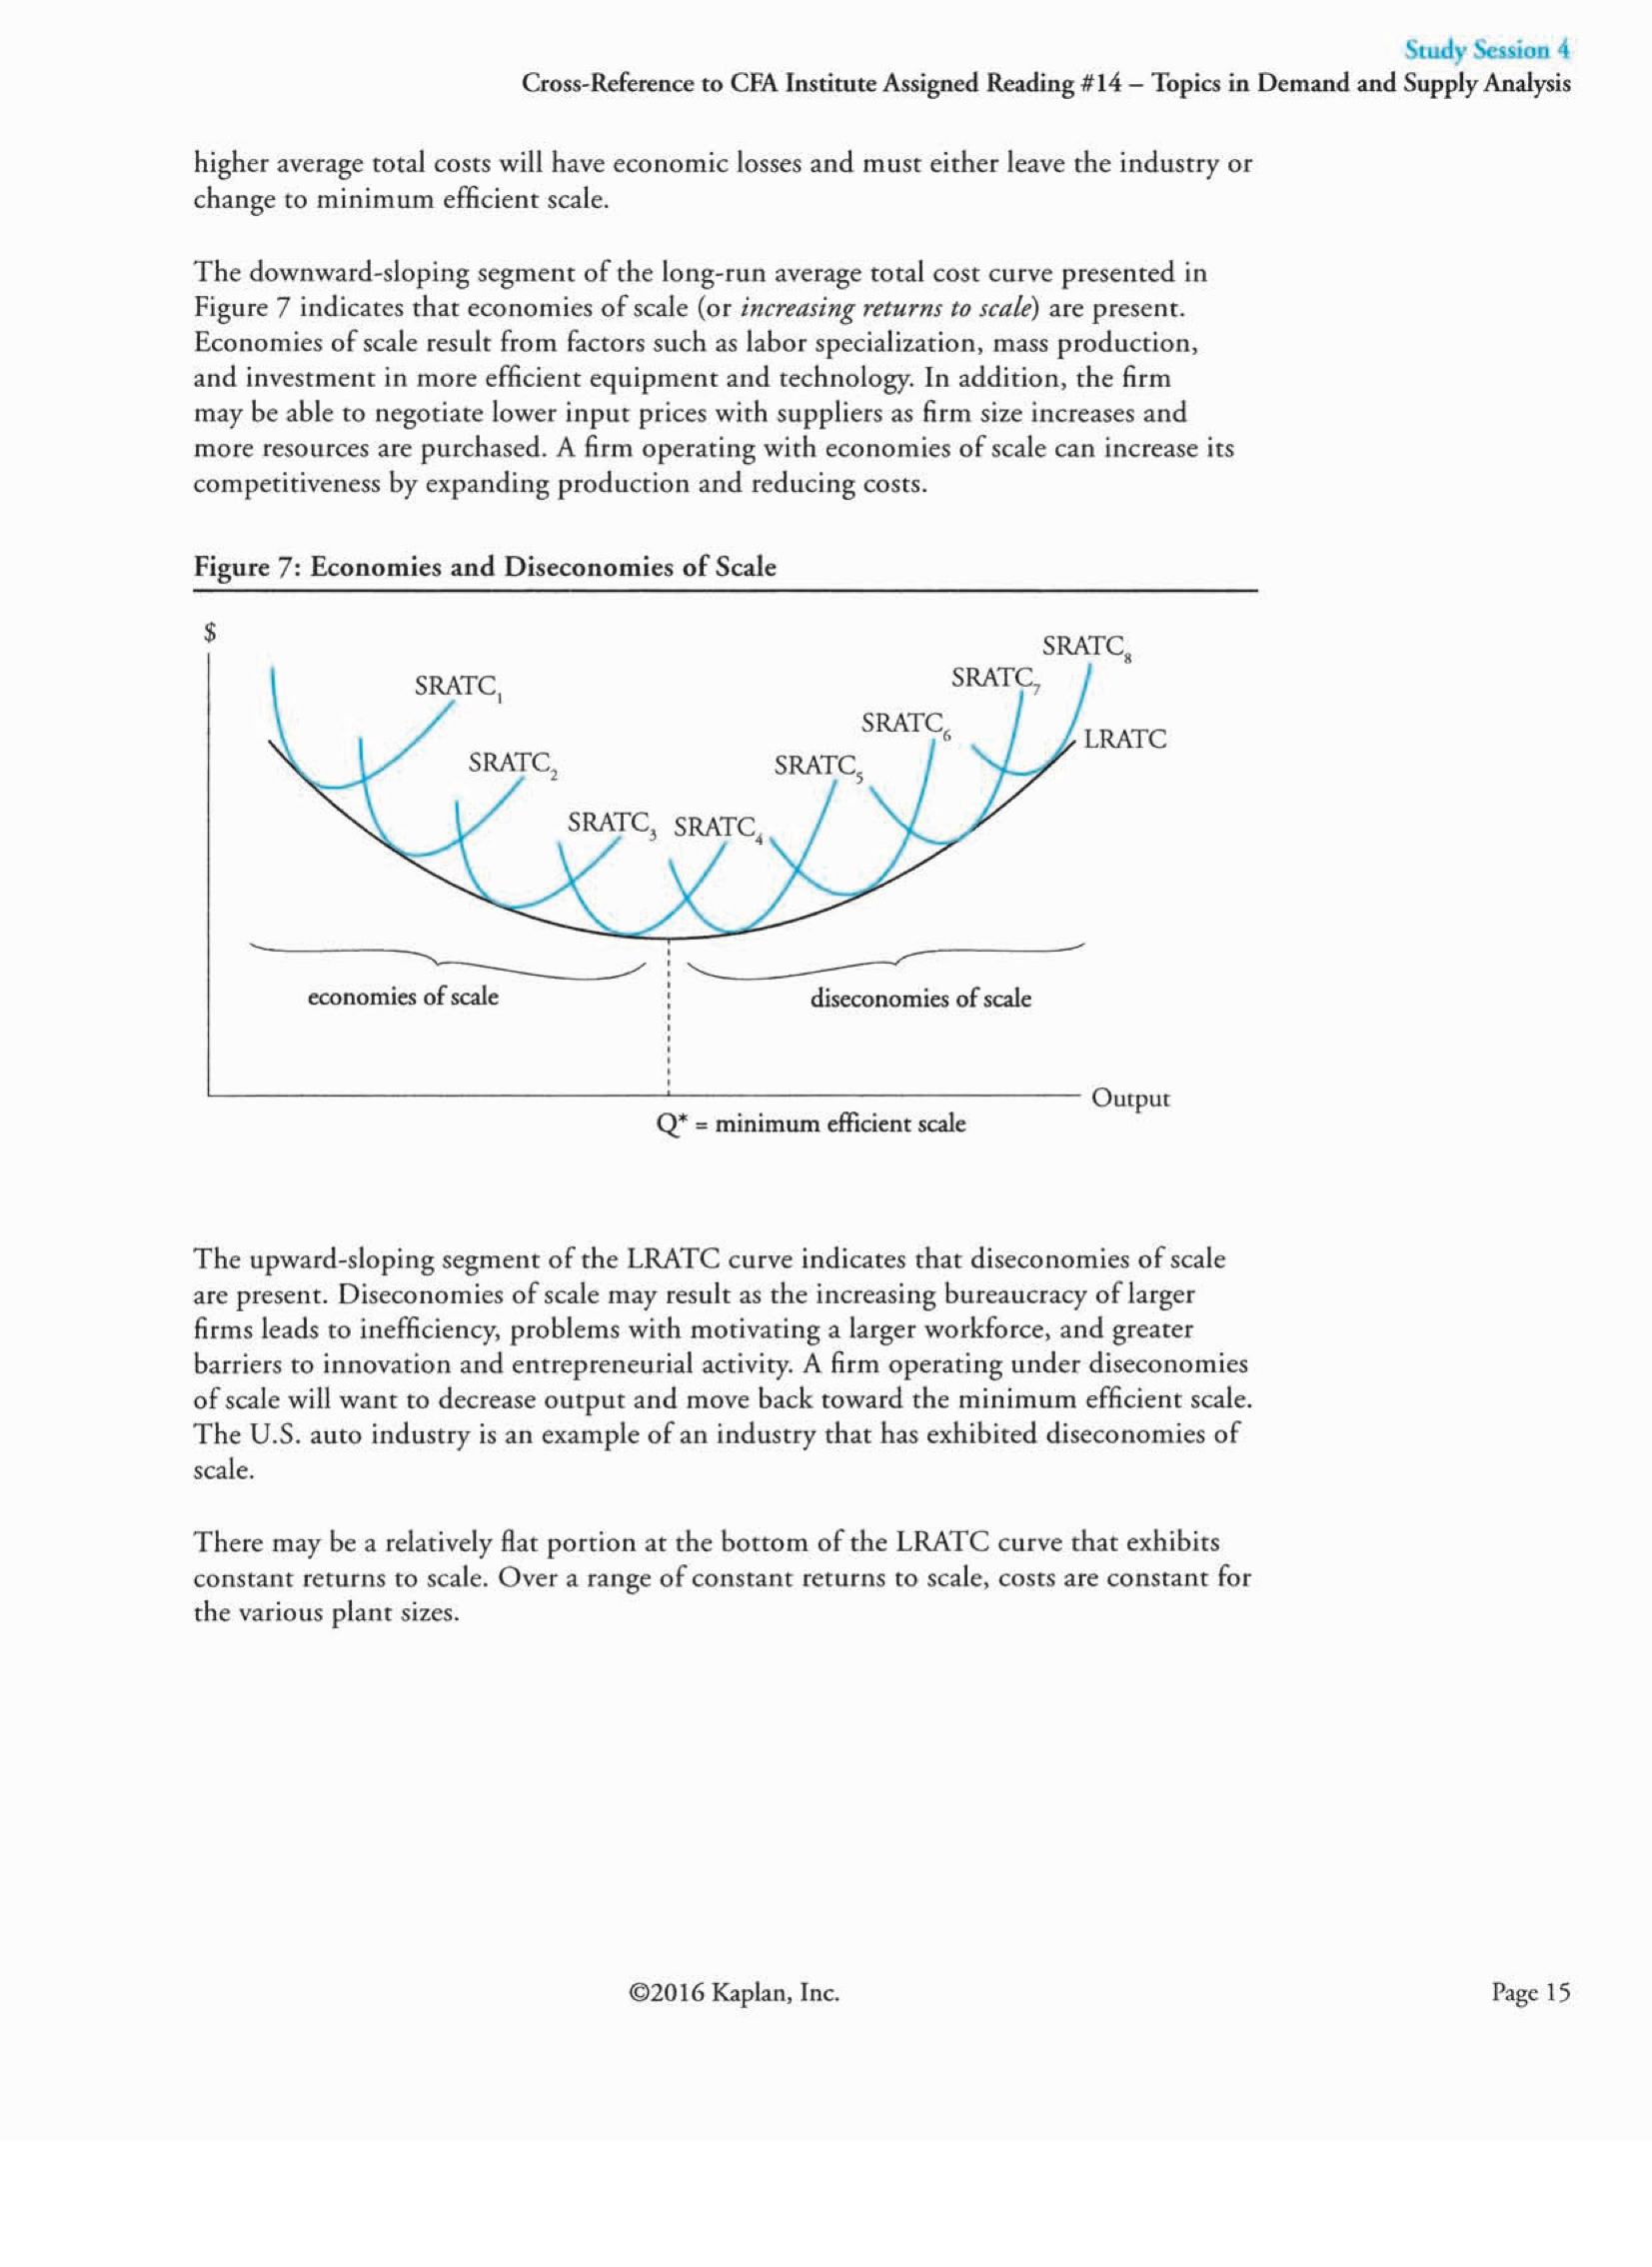 Study Session 4
Cross-Reference to CFA Institute Assigned Reading #14 – Topics in Demand and Supply Analysis
higher average total costs will have economic losses and must either leave the industry or
change to minimum efficient scale.
The downward-sloping segment of the long-run average total cost curve presented in
Figure 7 indicates that economies of scale (or increasing returns to scale) are present.
Economies of scale result from factors such as labor specialization, mass production,
and investment in more efficient equipment and technology. In addition, the firm
may be able to negotiate lower input prices with suppliers as firm size increases and
more resources are purchased. A firm operating with economies of scale can increase its
competitiveness by expanding production and reducing costs.
Figure 7: Economies and Diseconomies of Scale
$
SRATC₁
SRATC₂
SRATC₃
SRATC₄
SRATC₅
SRATC₆
SRATC₇
SRATC₈
LRATC
economies of scale
diseconomies of scale
Output
Q* = minimum efficient scale
The upward-sloping segment of the LRATC curve indicates that diseconomies of scale
are present. Diseconomies of scale may result as the increasing bureaucracy of larger
firms leads to inefficiency, problems with motivating a larger workforce, and greater
barriers to innovation and entrepreneurial activity. A firm operating under diseconomies
of scale will want to decrease output and move back toward the minimum efficient scale.
The U.S. auto industry is an example of an industry that has exhibited diseconomies of
scale.
There may be a relatively flat portion at the bottom of the LRATC curve that exhibits
constant returns to scale. Over a range of constant returns to scale, costs are constant for
the various plant sizes.
©2016 Kaplan, Inc.
Page 15